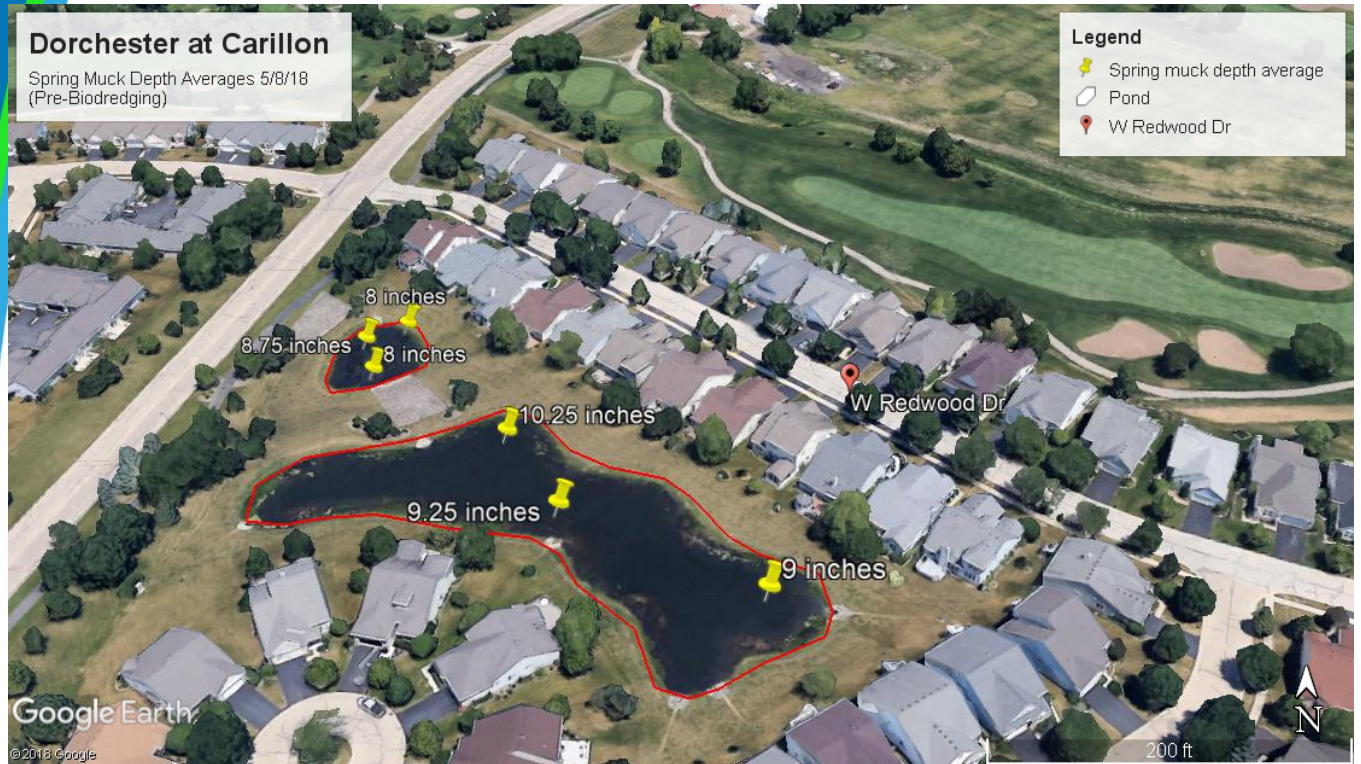 Dorchester at Carillon
Spring Muck Depth Averages 5/8/18
(Pre-Biodredging)
Legend
Spring muck depth average
Pond
W Redwood Dr
8 inches
8.75 inches
8 inches
10.25 inches
W Redwood Dr
9.25 inches
9 inches
Google Earth
©2018 Google
N
200 ft